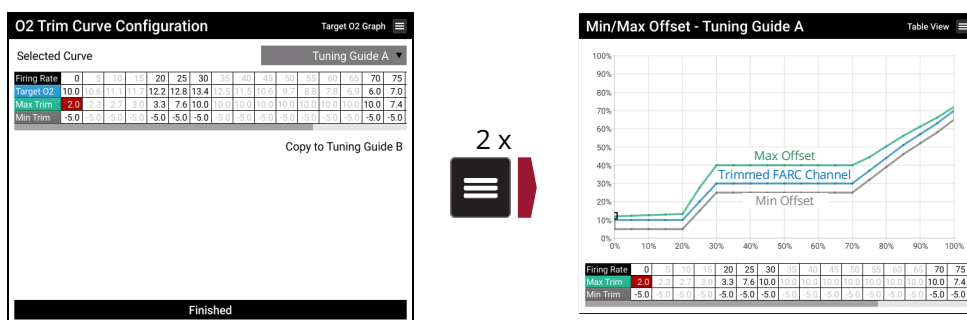 O2 Trim Curve Configuration Target O2 Graph
Selected Curve Tuning Guide A
Firing Rate 0 5 10 15 20 25 30 35 40 45 50 55 60 65 70 75
Target O2 10.0 10.6 11.1 11.7 12.2 12.8 13.4 12.5 11.5 10.6 9.7 8.8 7.8 6.9 6.0 7.0
Max Trim 2.0 2.3 2.7 3.0 3.3 7.6 10.0 10.0 10.0 10.0 10.0 10.0 10.0 10.0 10.0 7.4
Min Trim -5.0 -5.0 -5.0 -5.0 -5.0 -5.0 -5.0 -5.0 -5.0 -5.0 -5.0 -5.0 -5.0 -5.0 -5.0 -5.0
Copy to Tuning Guide B
Finished
2 x
Min/Max Offset - Tuning Guide A Table View
100%
90%
80%
70%
60%
50%
40%
30%
20%
10%
0%
Max Offset
Trimmed FARC Channel
Min Offset
0% 10% 20% 30% 40% 50% 60% 70% 80% 90% 100%
Firing Rate 0 5 10 15 20 25 30 35 40 45 50 55 60 65 70 75
Max Trim 2.0 2.3 2.7 3.0 3.3 7.6 10.0 10.0 10.0 10.0 10.0 10.0 10.0 10.0 10.0 7.4
Min Trim -5.0 -5.0 -5.0 -5.0 -5.0 -5.0 -5.0 -5.0 -5.0 -5.0 -5.0 -5.0 -5.0 -5.0 -5.0 -5.0